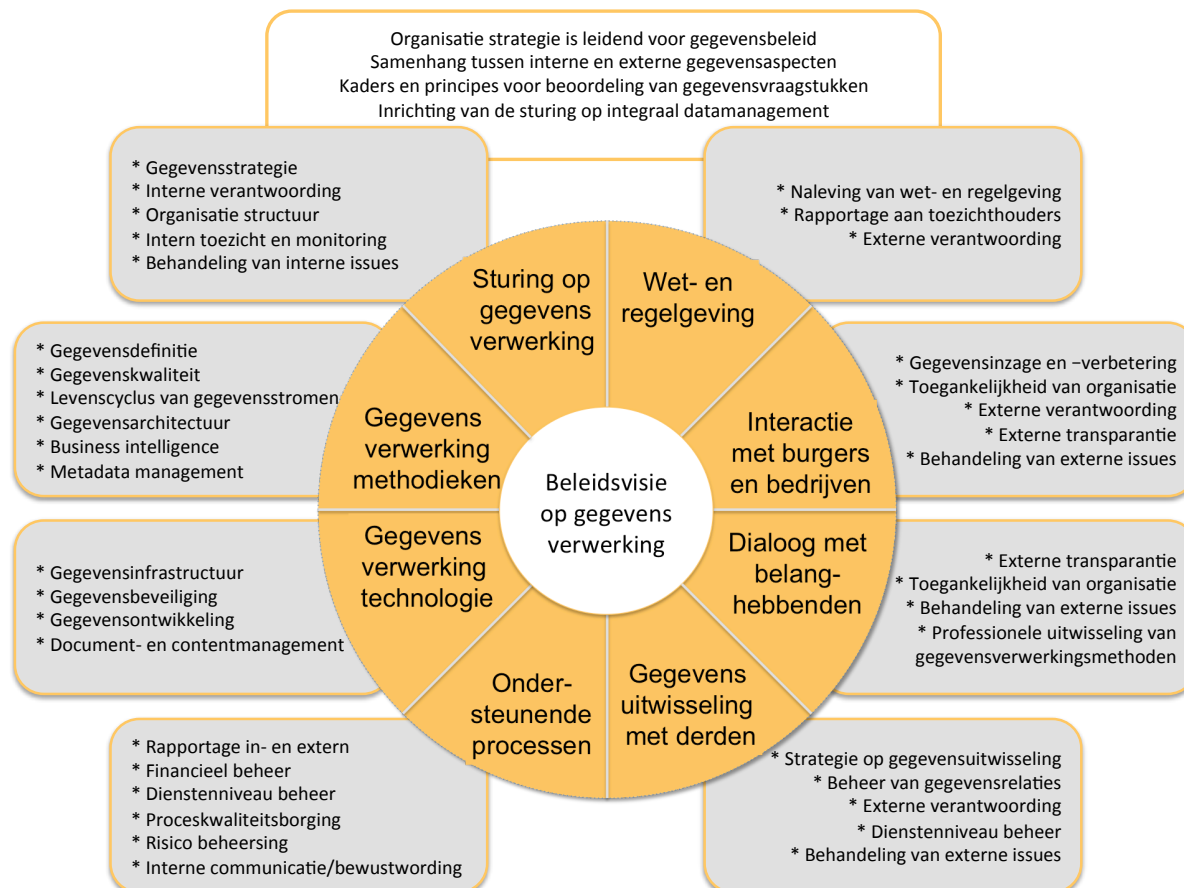 Organisatie strategie is leidend voor gegevensbeleid
Samenhang tussen interne en externe gegevensaspecten
Kaders en principes voor beoordeling van gegevensvraagstukken
Inrichting van de sturing op integraal datamanagement
* Gegevensstrategie
* Interne verantwoording
* Organisatie structuur
* Intern toezicht en monitoring
* Behandeling van interne issues
* Naleving van wet- en regelgeving
* Rapportage aan toezichthouders
* Externe verantwoording
Sturing op
gegevens
verwerking
Wet- en
regelgeving
* Gegevensdefinitie
* Gegevenskwaliteit
* Levenscyclus van gegevensstromen
* Gegevensarchitectuur
* Business intelligence
* Metadata management
Gegevens
verwerking
methodieken
Interactie
met burgers
en bedrijven
* Gegevensinzage en –verbetering
* Toegankelijkheid van organisatie
* Externe verantwoording
* Externe transparantie
* Behandeling van externe issues
Beleidsvisie
op gegevens
verwerking
* Gegevensinfrastructuur
* Gegevensbeveiliging
* Gegevensontwikkeling
* Document- en contentmanagement
Gegevens
verwerking
technologie
Dialoog met
belang-
hebbenden
* Externe transparantie
* Toegankelijkheid van organisatie
* Behandeling van externe issues
* Professionele uitwisseling van
gegevensverwerkingsmethoden
Onder-
steunende
processen
Gegevens
uitwisseling
met derden
* Rapportage in- en extern
* Financieel beheer
* Dienstenniveau beheer
* Proceskwaliteitsborging
* Risico beheersing
* Interne communicatie/bewustwording
* Strategie op gegevensuitwisseling
* Beheer van gegevensrelaties
* Externe verantwoording
* Dienstenniveau beheer
* Behandeling van externe issues